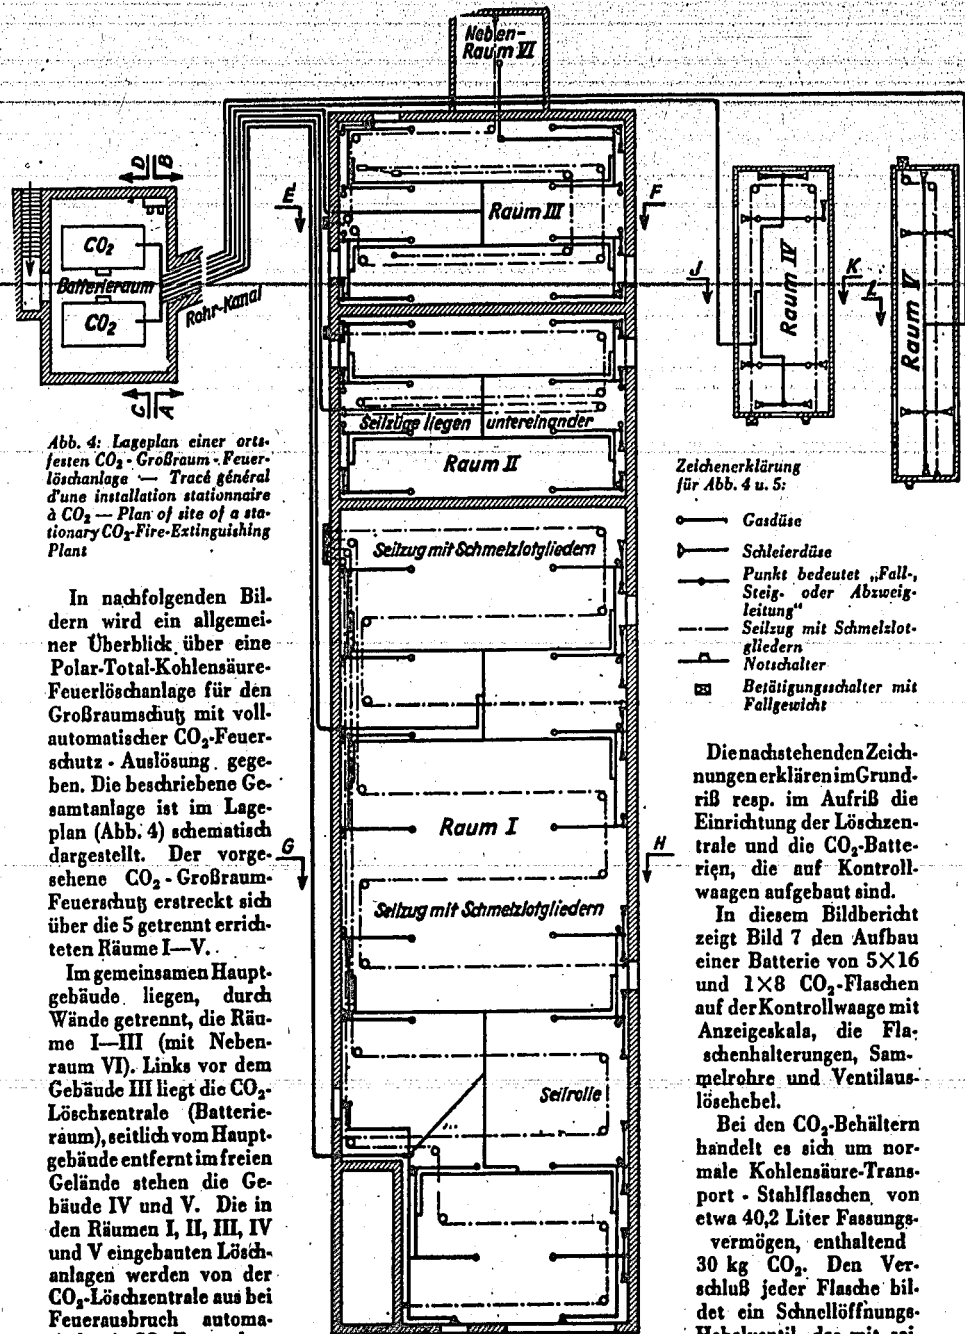 Neben-
Raum VI
D
B
E
F
Raum III
CO₂
Batterieraum
CO₂
Rohr-Kanal
J
K
L
Raum IV
Raum V
C
A
Seilzüge liegen untereinander
Raum II
Abb. 4: Lageplan einer orts-
festen CO₂-Großraum-Feuer-
löschanlage — Tracé général
d'une installation stationnaire
à CO₂ — Plan of site of a sta-
tionary CO₂-Fire-Extinguishing
Plant
Zeichenerklärung
für Abb. 4 u. 5:
Gasdüse
Schleierdüse
Punkt bedeutet „Fall-,
Steig- oder Abzweig-
leitung"
Seilzug mit Schmelzlot-
gliedern
Notschalter
Betätigungsschalter mit
Fallgewicht
Seilzug mit Schmelzlotgliedern
Raum I
G
H
Seilzug mit Schmelzlotgliedern
Seilrolle
In nachfolgenden Bil-
dern wird ein allgemei-
ner Überblick über eine
Polar-Total-Kohlensäure-
Feuerlöschanlage für den
Großraumschutz mit voll-
automatischer CO₂-Feuer-
schutz-Auslösung gege-
ben. Die beschriebene Ge-
samtanlage ist im Lage-
plan (Abb. 4) schematisch
dargestellt. Der vorge-
sehene CO₂-Großraum-
Feuerschutz erstreckt sich
über die 5 getrennt errich-
teten Räume I—V.
Im gemeinsamen Haupt-
gebäude liegen, durch
Wände getrennt, die Räu-
me I—III (mit Neben-
raum VI). Links vor dem
Gebäude III liegt die CO₂-
Löschzentrale (Batterie-
raum), seitlich vom Haupt-
gebäude entfernt im freien
Gelände stehen die Ge-
bäude IV und V. Die in
den Räumen I, II, III, IV
und V eingebauten Lösch-
anlagen werden von der
CO₂-Löschzentrale aus bei
Feuerausbruch automa-
Die nachstehenden Zeich-
nungen erklären im Grund-
riß resp. im Aufriß die
Einrichtung der Löschzen-
trale und die CO₂-Batte-
rien, die auf Kontroll-
waagen aufgebaut sind.
In diesem Bildbericht
zeigt Bild 7 den Aufbau
einer Batterie von 5×16
und 1×8 CO₂-Flaschen
auf der Kontrollwaage mit
Anzeigeskala, die Fla-
schenhalterungen, Sam-
melrohre und Ventilaus-
lösehebel.
Bei den CO₂-Behältern
handelt es sich um nor-
male Kohlensäure-Trans-
port-Stahlflaschen von
etwa 40,2 Liter Fassungs-
vermögen, enthaltend
30 kg CO₂. Den Ver-
schluß jeder Flasche bil-
det ein Schnellöffnungs-